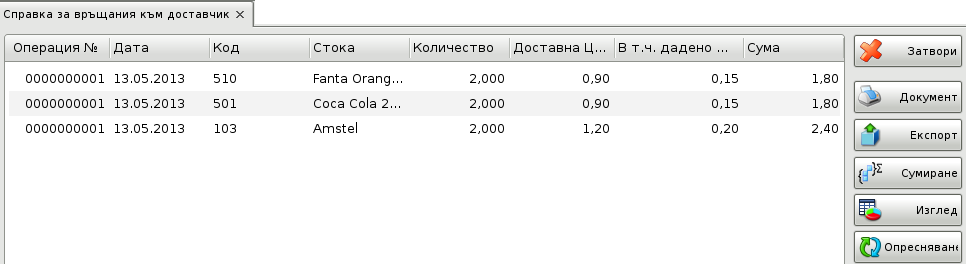 Справка за връщания към доставчик ×
Операция № Дата Код Стока Количество Доставна Ц... В т.ч. дадено ... Сума
0000000001 13.05.2013 510 Fanta Orang... 2,000 0,90 0,15 1,80
0000000001 13.05.2013 501 Coca Cola 2... 2,000 0,90 0,15 1,80
0000000001 13.05.2013 103 Amstel 2,000 1,20 0,20 2,40
Затвори
Документ
Експорт
Сумиране
Изглед
Опресняване